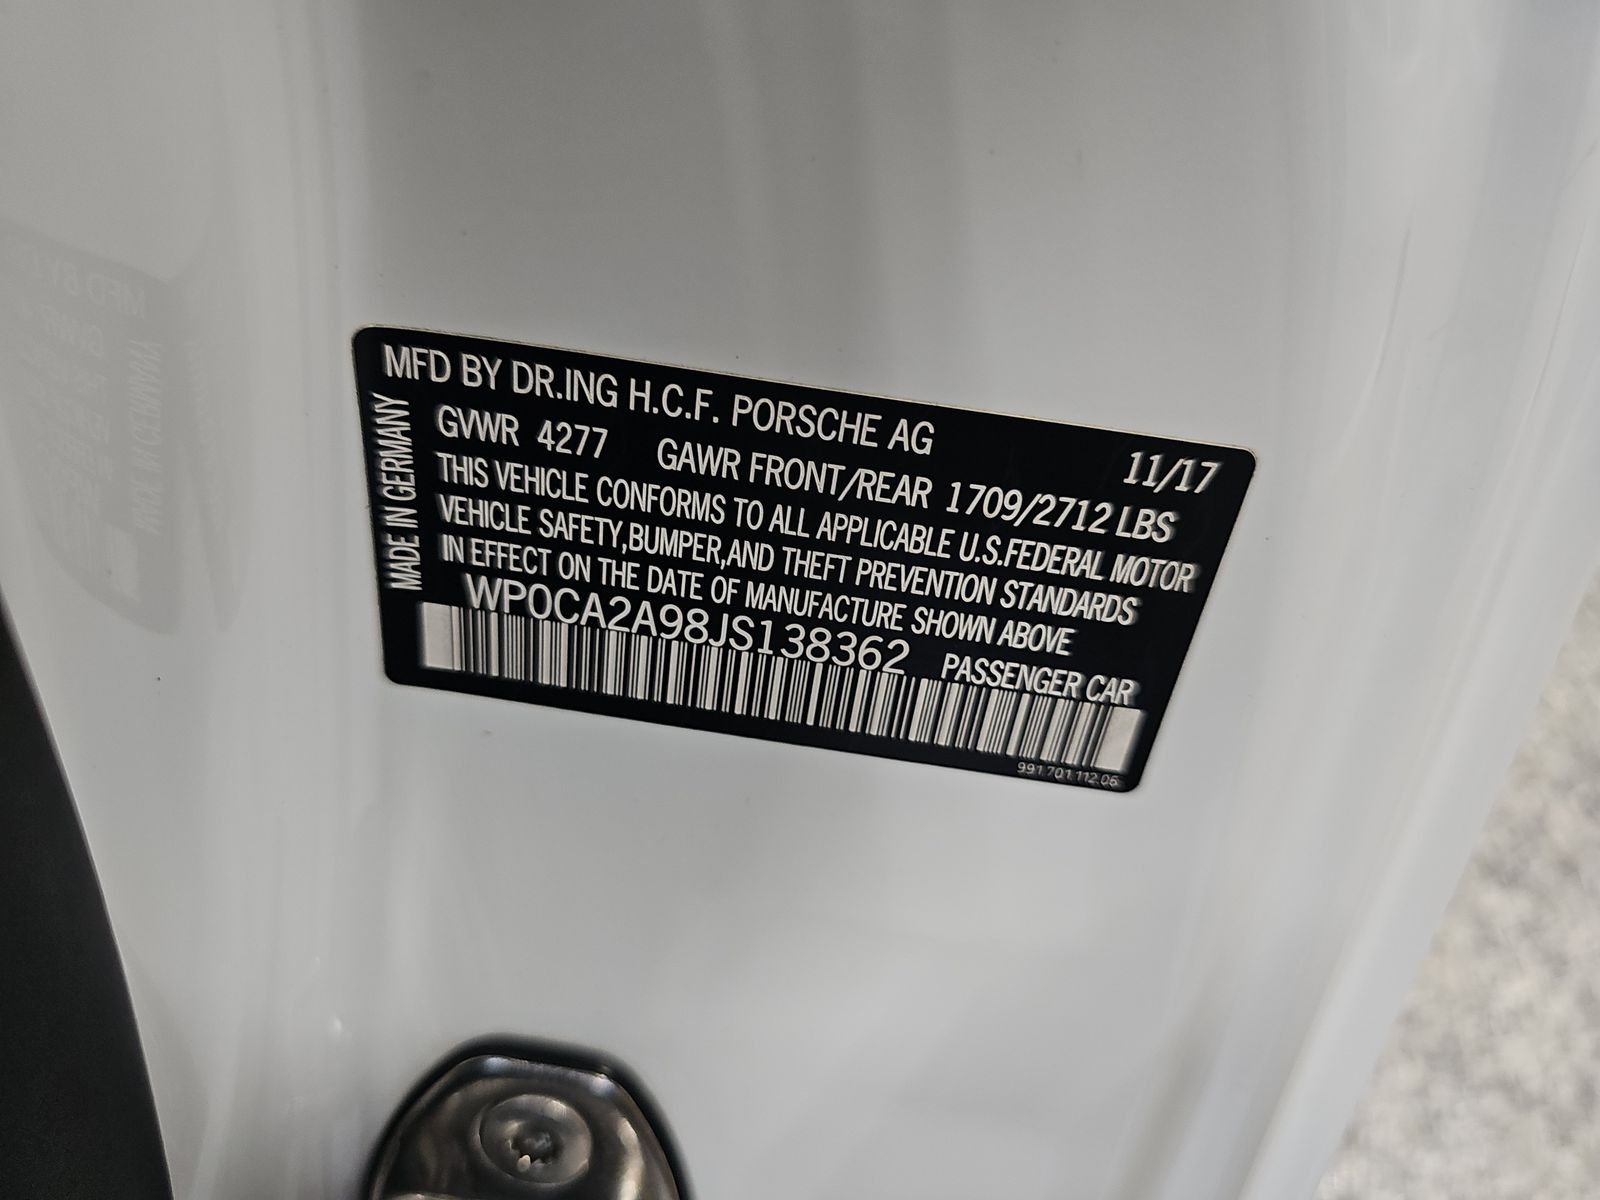 MFD BY DR.ING H.C.F. PORSCHE AG
11/17
GVWR 4277 GAWR FRONT/REAR 1709/2712 LBS
THIS VEHICLE CONFORMS TO ALL APPLICABLE U.S.FEDERAL MOTOR
VEHICLE SAFETY,BUMPER,AND THEFT PREVENTION STANDARDS
IN EFFECT ON THE DATE OF MANUFACTURE SHOWN ABOVE
WP0CA2A98JS138362 PASSENGER CAR
991.701.112.05
MADE IN GERMANY